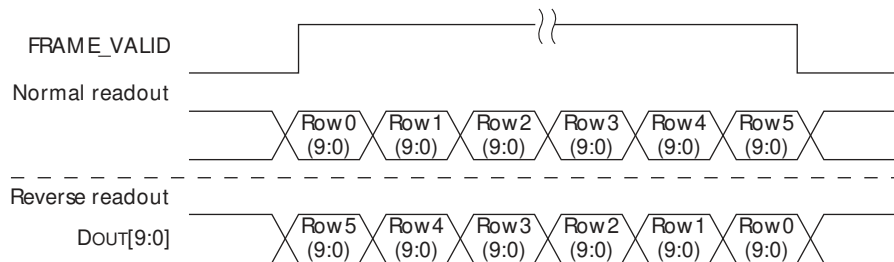 FRAME_VALID
Normal readout
Row0 Row1 Row2 Row3 Row4 Row5
(9:0) (9:0) (9:0) (9:0) (9:0) (9:0)
Reverse readout
Row5 Row4 Row3 Row2 Row1 Row0
DOUT[9:0]
(9:0) (9:0) (9:0) (9:0) (9:0) (9:0)